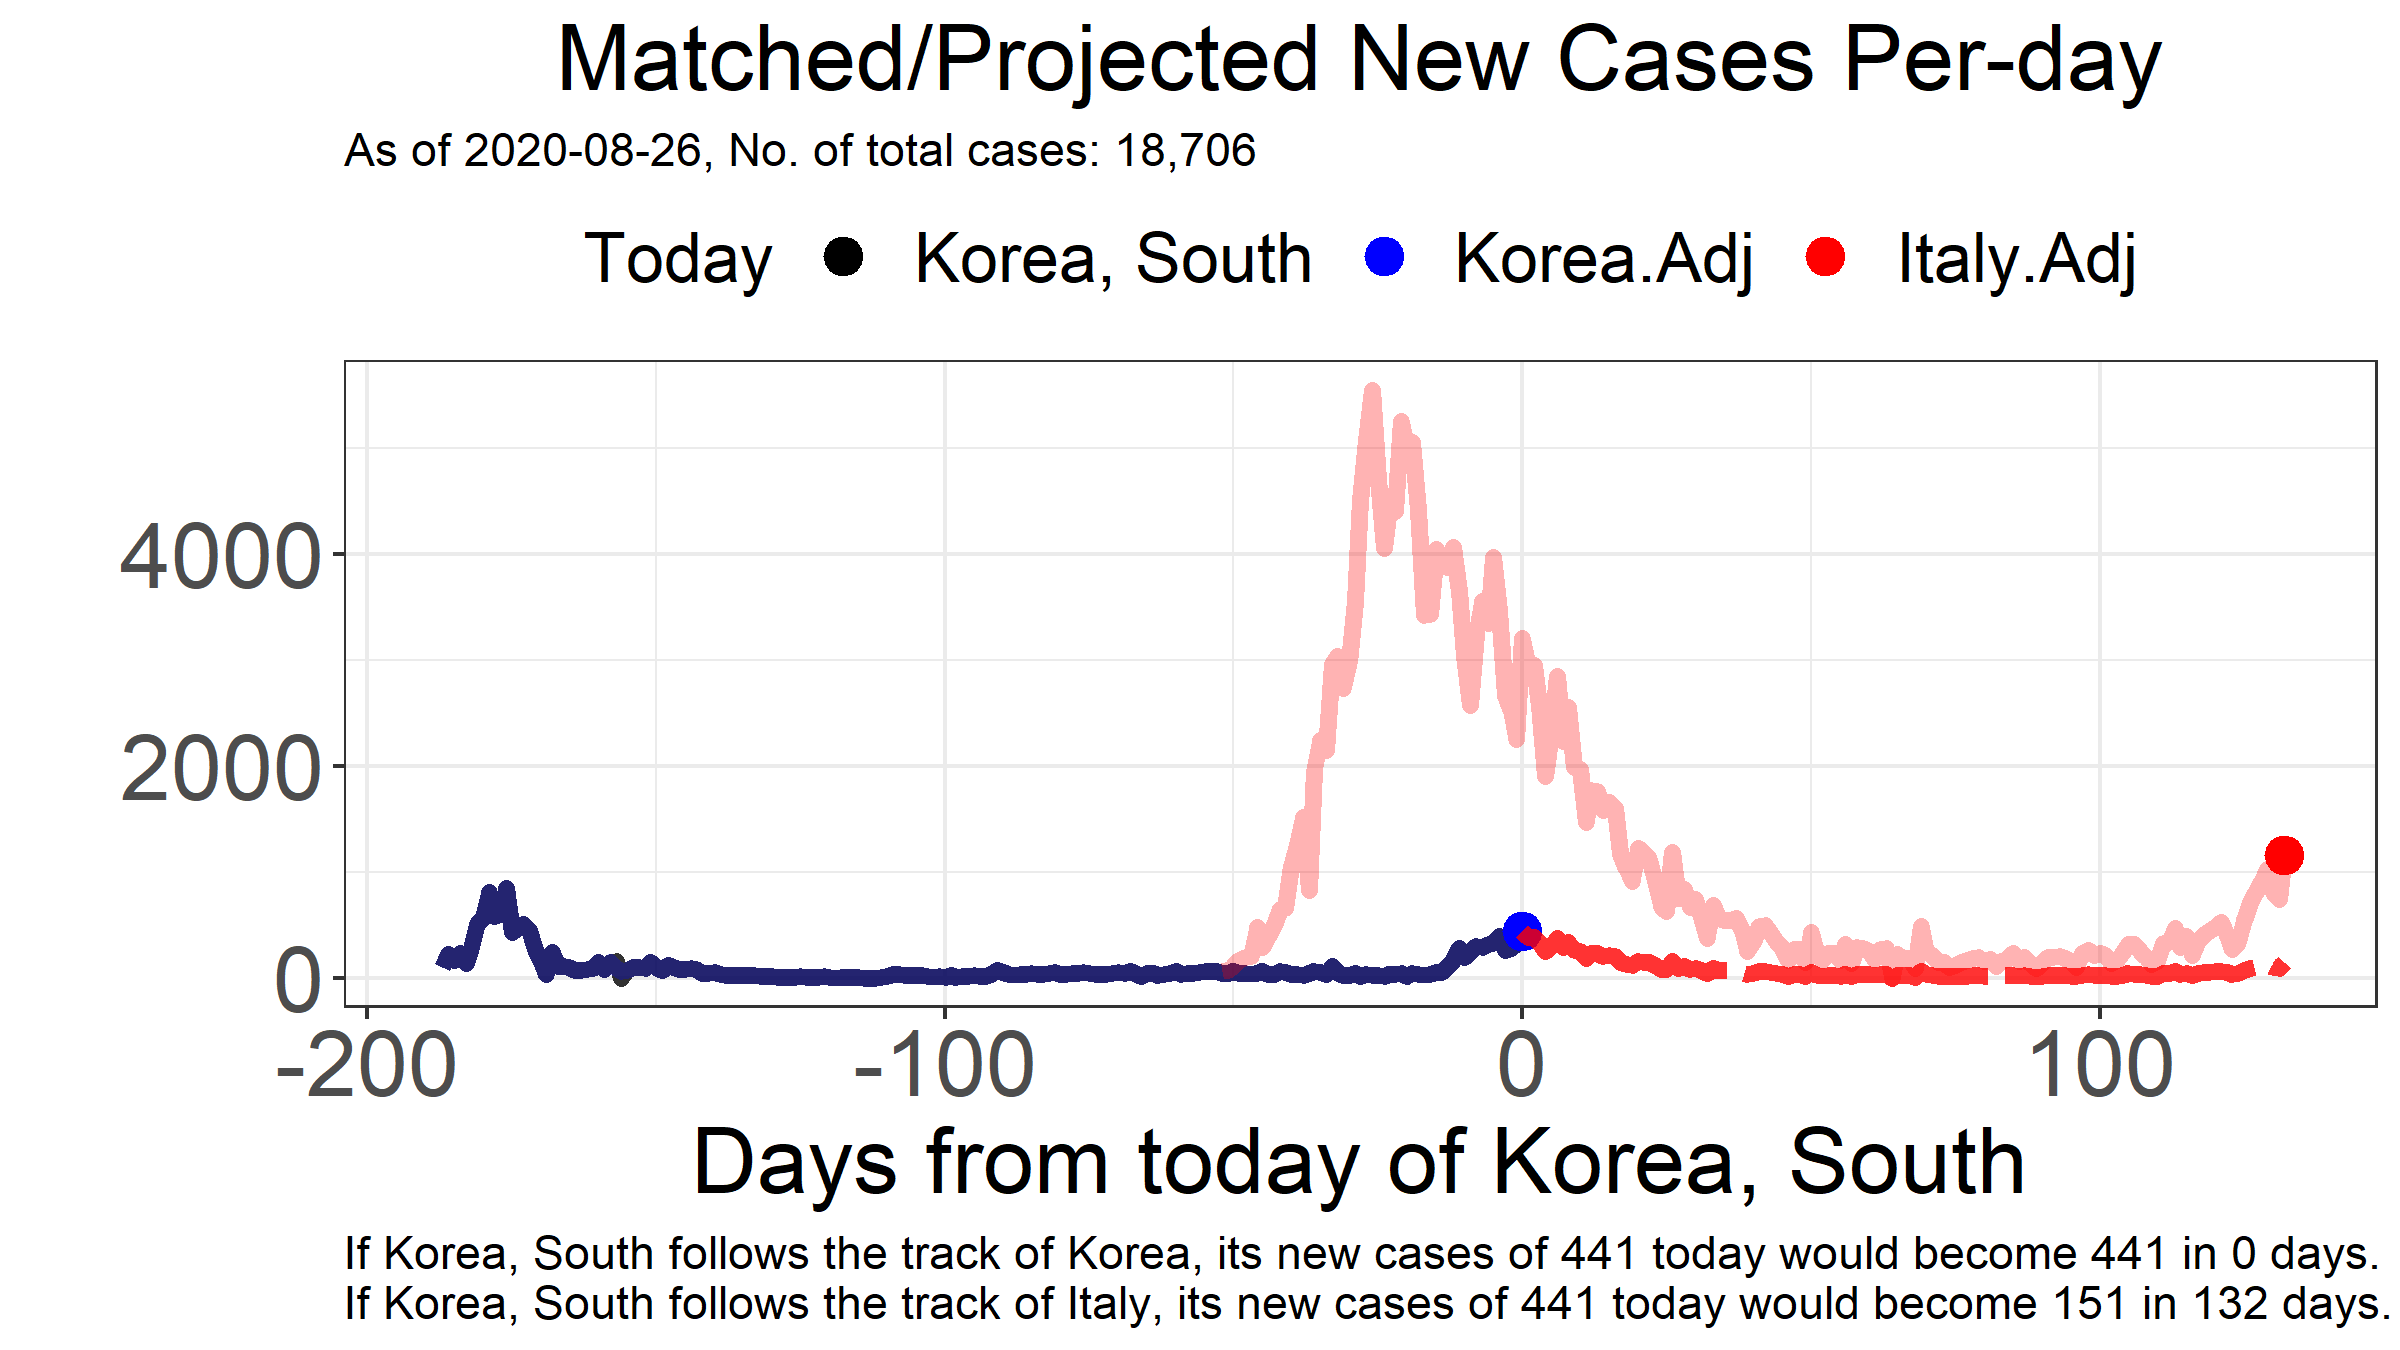 Matched/Projected New Cases Per-day
As of 2020-08-26, No. of total cases: 18,706
Today Korea, South Korea.Adj Italy.Adj
4000
2000
0
-200 -100 0 100
Days from today of Korea, South
If Korea, South follows the track of Korea, its new cases of 441 today would become 441 in 0 days.
If Korea, South follows the track of Italy, its new cases of 441 today would become 151 in 132 days.